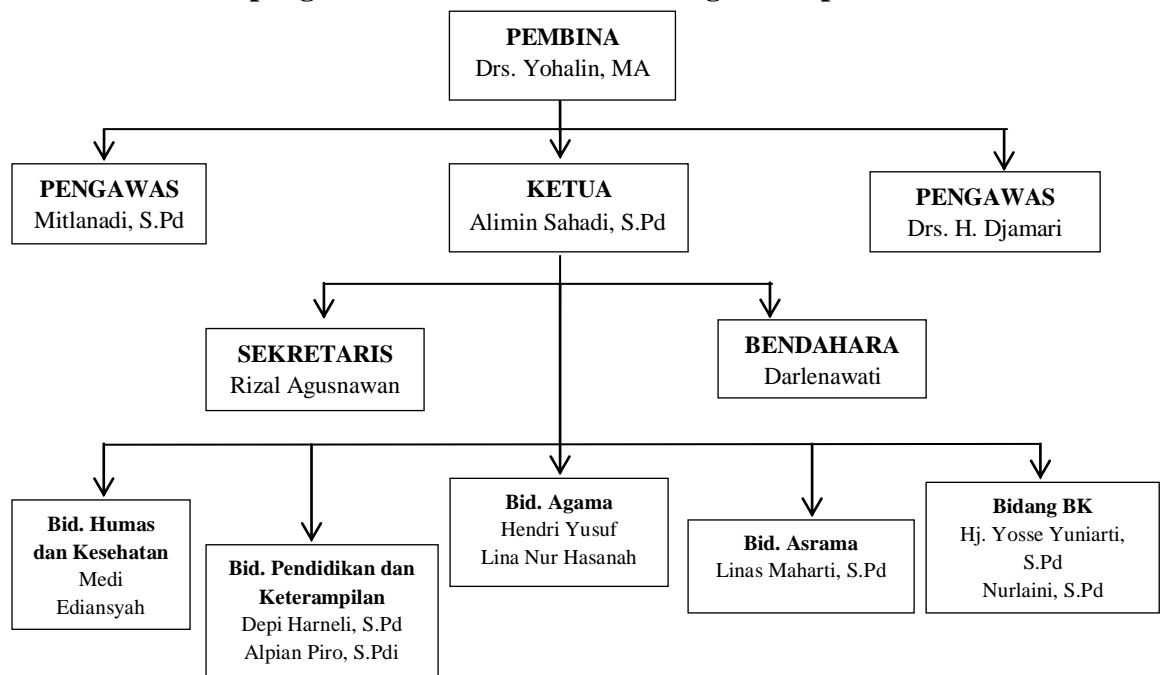 PEMBINA
Drs. Yohalin, MA
PENGAWAS
Mitlanadi, S.Pd
KETUA
Alimin Sahadi, S.Pd
PENGAWAS
Drs. H. Djamari
SEKRETARIS
Rizal Agusnawan
BENDAHARA
Darlenawati
Bid. Humas
dan Kesehatan
Medi
Ediansyah
Bid. Pendidikan dan
Keterampilan
Depi Harneli, S.Pd
Alpian Piro, S.Pdi
Bid. Agama
Hendri Yusuf
Lina Nur Hasanah
Bid. Asrama
Linas Maharti, S.Pd
Bidang BK
Hj. Yosse Yuniarti,
S.Pd
Nurlaini, S.Pd